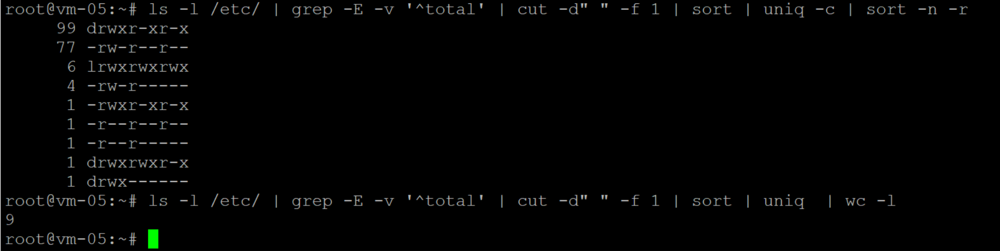 root@vm-05:~# ls -l /etc/ | grep -E -v '^total' | cut -d" " -f 1 | sort | uniq -c | sort -n -r
     99 drwxr-xr-x
     77 -rw-r--r--
      6 lrwxrwxrwx
      4 -rw-r-----
      1 -rwxr-xr-x
      1 -r--r--r--
      1 -r--r-----
      1 drwxrwxr-x
      1 drwx------
root@vm-05:~# ls -l /etc/ | grep -E -v '^total' | cut -d" " -f 1 | sort | uniq  | wc -l
9
root@vm-05:~#